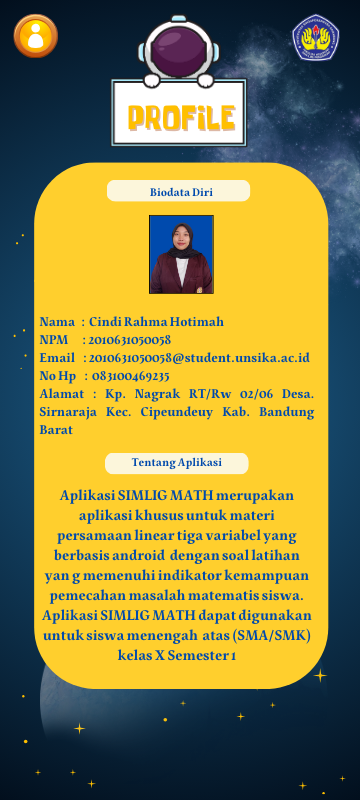 PROFiLE
Biodata Diri
Nama : Cindi Rahma Hotimah
NPM : 2010631050058
Email : 2010631050058@student.unsika.ac.id
No Hp : 083100469235
Alamat : Kp. Nagrak RT/Rw 02/06 Desa.
Sirnaraja Kec. Cipeundeuy Kab. Bandung
Barat
Tentang Aplikasi
Aplikasi SIMLIG MATH merupakan
aplikasi khusus untuk materi
persamaan linear tiga variabel yang
berbasis android dengan soal latihan
yan g memenuhi indikator kemampuan
pemecahan masalah matematis siswa.
Aplikasi SIMLIG MATH dapat digunakan
untuk siswa menengah atas (SMA/SMK)
kelas X Semester 1